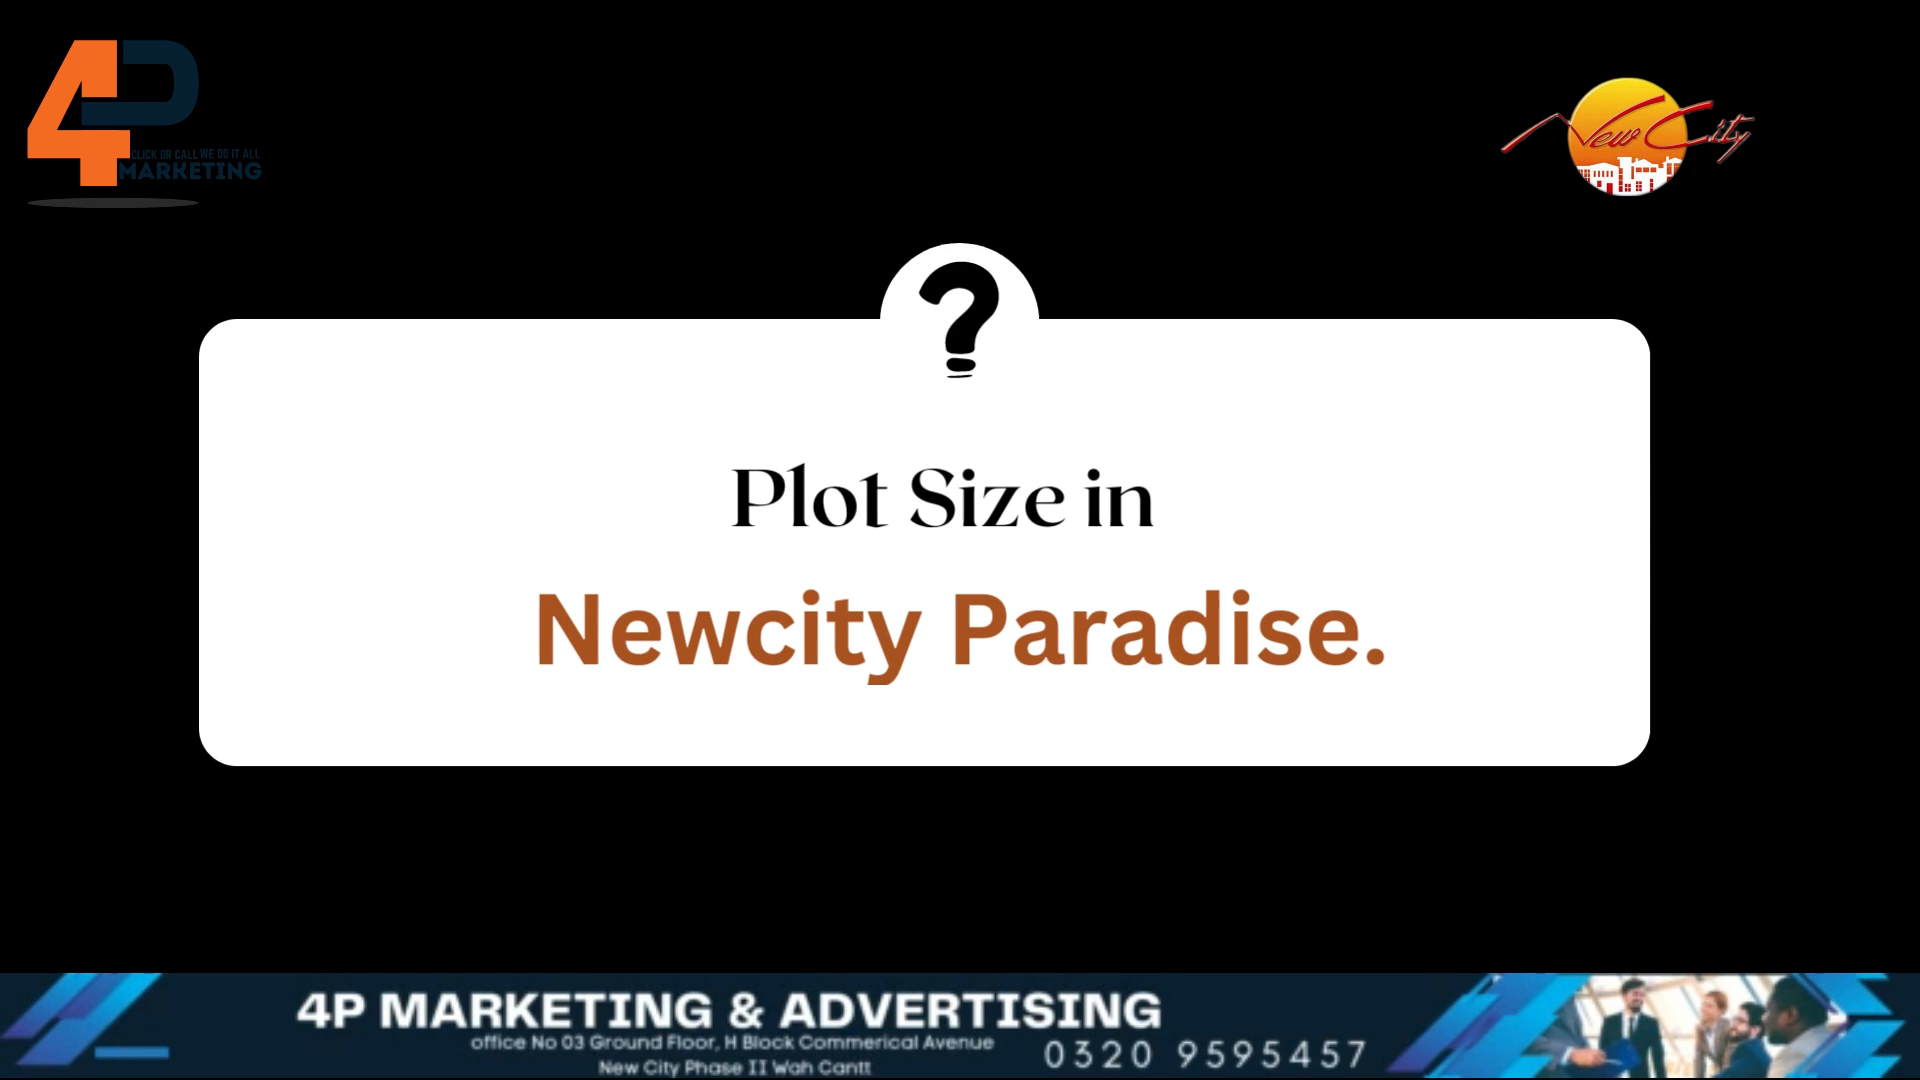 4P
CLICK OR CALL WE DO IT ALL
MARKETING
New City
?
Plot Size in
Newcity Paradise.
4P MARKETING & ADVERTISING
office No 03 Ground Floor, H Block Commerical Avenue
New City Phase II Wah Cantt
0320 9595457